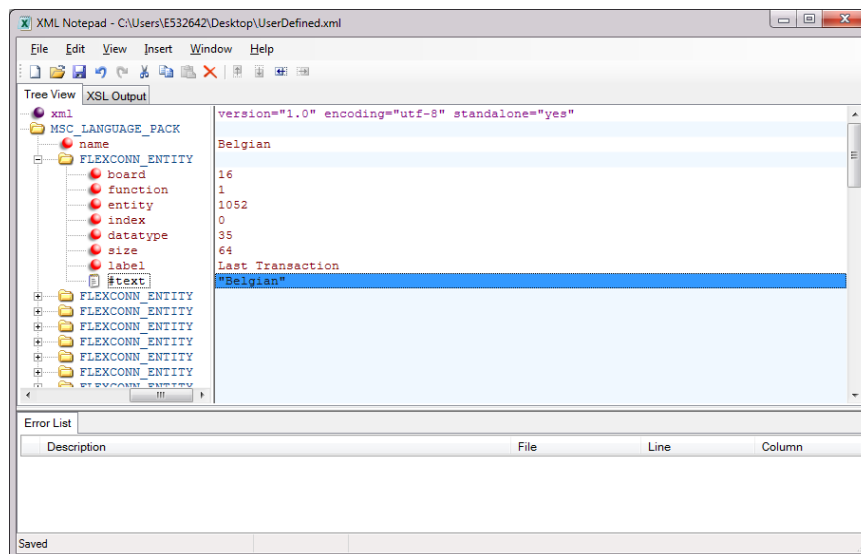 XML Notepad - C:\Users\E532642\Desktop\UserDefined.xml
File Edit View Insert Window Help
Tree View XSL Output
xml version="1.0" encoding="utf-8" standalone="yes"
MSC_LANGUAGE_PACK
name Belgian
FLEXCONN_ENTITY
board 16
function 1
entity 1052
index 0
datatype 35
size 64
label Last Transaction
#text "Belgian"
FLEXCONN_ENTITY
FLEXCONN_ENTITY
FLEXCONN_ENTITY
FLEXCONN_ENTITY
FLEXCONN_ENTITY
FLEXCONN_ENTITY
FLEXCONN_ENTITY
Error List
Description File Line Column
Saved